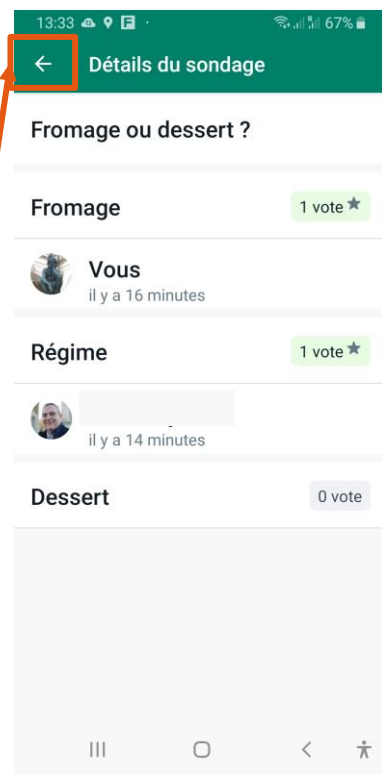 13:33 67%
Détails du sondage
Fromage ou dessert ?
Fromage 1 vote
Vous
il y a 16 minutes
Régime 1 vote
il y a 14 minutes
Dessert 0 vote